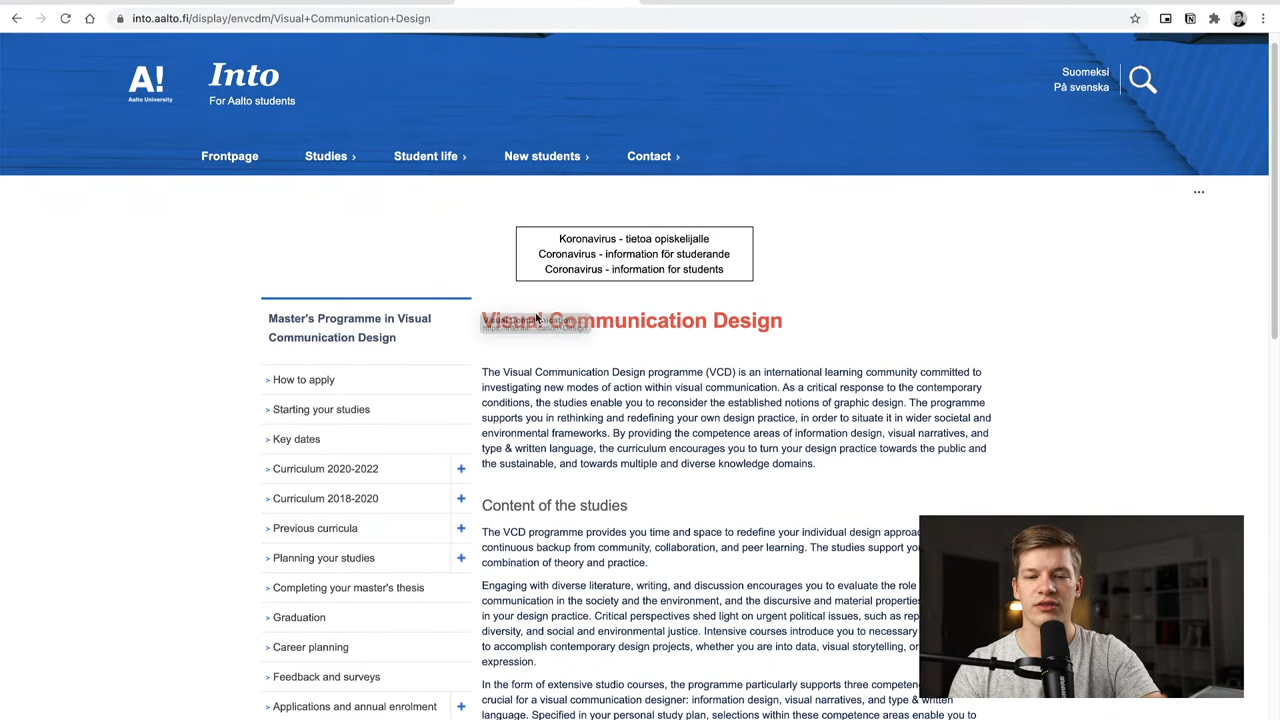 into.aalto.fi/display/envcdm/Visual+Communication+Design
A!
Aalto University
Into
For Aalto students
Suomeksi
På svenska
Frontpage
Studies ›
Student life ›
New students ›
Contact ›
...
Koronavirus - tietoa opiskelijalle
Coronavirus - information för studerande
Coronavirus - information for students
Master's Programme in Visual
Communication Design
> How to apply
> Starting your studies
> Key dates
> Curriculum 2020-2022 +
> Curriculum 2018-2020 +
> Previous curricula +
> Planning your studies +
> Completing your master's thesis
> Graduation
> Career planning
> Feedback and surveys
> Applications and annual enrolment +
Visual Communication Design
The Visual Communication Design programme (VCD) is an international learning community committed to
investigating new modes of action within visual communication. As a critical response to the contemporary
conditions, the studies enable you to reconsider the established notions of graphic design. The programme
supports you in rethinking and redefining your own design practice, in order to situate it in wider societal and
environmental frameworks. By providing the competence areas of information design, visual narratives, and
type & written language, the curriculum encourages you to turn your design practice towards the public and
the sustainable, and towards multiple and diverse knowledge domains.
Content of the studies
The VCD programme provides you time and space to redefine your individual design approac
continuous backup from community, collaboration, and peer learning. The studies support you
combination of theory and practice.
Engaging with diverse literature, writing, and discussion encourages you to evaluate the role
communication in the society and the environment, and the discursive and material properties
in your design practice. Critical perspectives shed light on urgent political issues, such as rep
diversity, and social and environmental justice. Intensive courses introduce you to necessary
to accomplish contemporary design projects, whether you are into data, visual storytelling, or
expression.
In the form of extensive studio courses, the programme particularly supports three competenc
crucial for a visual communication designer: information design, visual narratives, and type & written
language. Specified in your personal study plan, selections within these competence areas enable you to